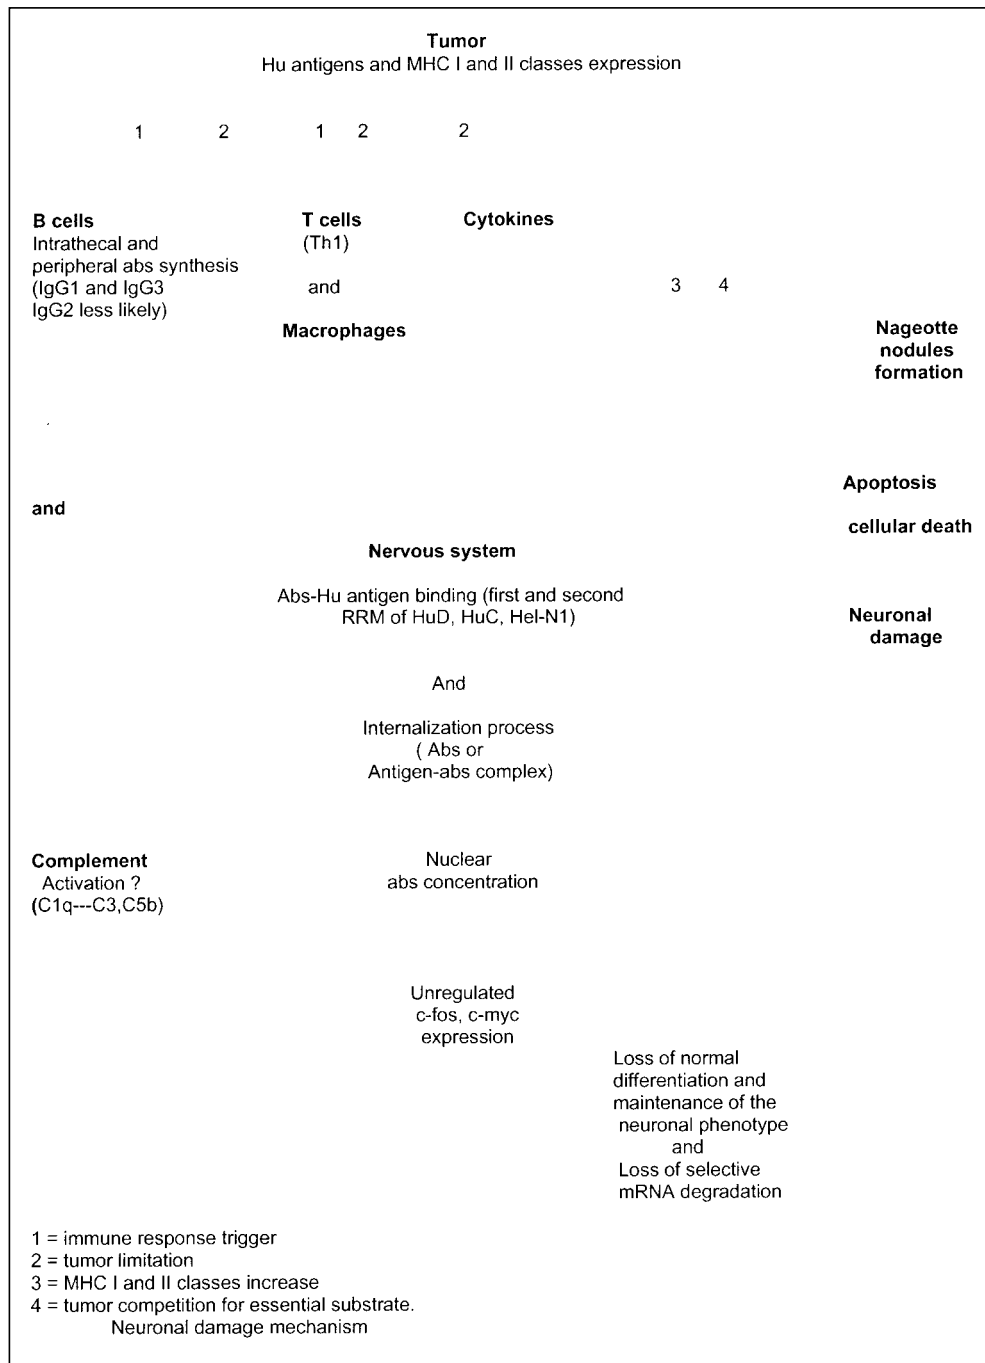 Tumor
Hu antigens and MHC I and II classes expression
1 2 1 2 2
B cells
Intrathecal and
peripheral abs synthesis
(IgG1 and IgG3
IgG2 less likely)
T cells
(Th1)
and
Macrophages
Cytokines
3 4
Nageotte
nodules
formation
and
Apoptosis
cellular death
Nervous system
Abs-Hu antigen binding (first and second
RRM of HuD, HuC, Hel-N1)
Neuronal
damage
And
Internalization process
( Abs or
Antigen-abs complex)
Complement
Activation ?
(C1q---C3,C5b)
Nuclear
abs concentration
Unregulated
c-fos, c-myc
expression
Loss of normal
differentiation and
maintenance of the
neuronal phenotype
and
Loss of selective
mRNA degradation
1 = immune response trigger
2 = tumor limitation
3 = MHC I and II classes increase
4 = tumor competition for essential substrate.
Neuronal damage mechanism